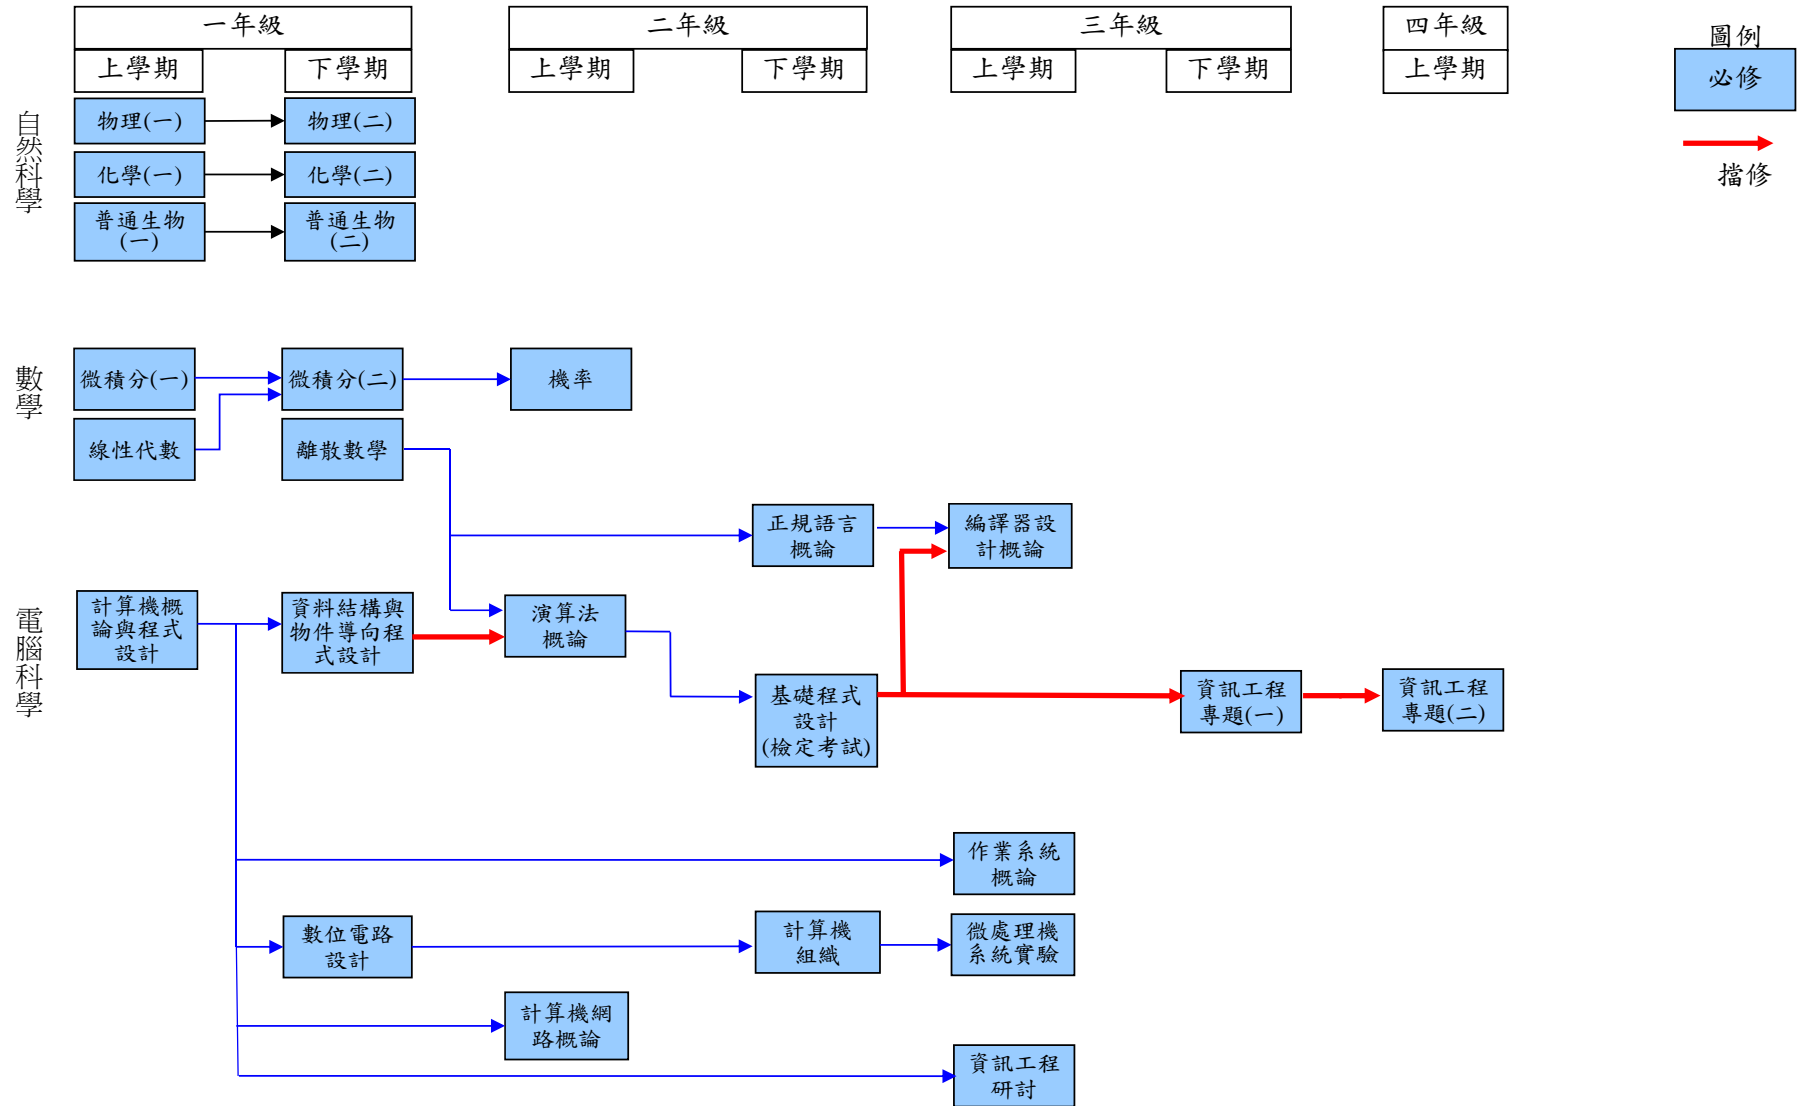 一年級
二年級
三年級
四年級
圖例
上學期
下學期
上學期
下學期
上學期
下學期
上學期
必修
擋修
自然科學
物理(一)
物理(二)
化學(一)
化學(二)
普通生物
(一)
普通生物
(二)
數學
微積分(一)
微積分(二)
機率
線性代數
離散數學
正規語言
概論
編譯器設
計概論
電腦科學
計算機概
論與程式
設計
資料結構與
物件導向程
式設計
演算法
概論
基礎程式
設計
(檢定考試)
資訊工程
專題(一)
資訊工程
專題(二)
作業系統
概論
數位電路
設計
計算機
組織
微處理機
系統實驗
計算機網
路概論
資訊工程
研討